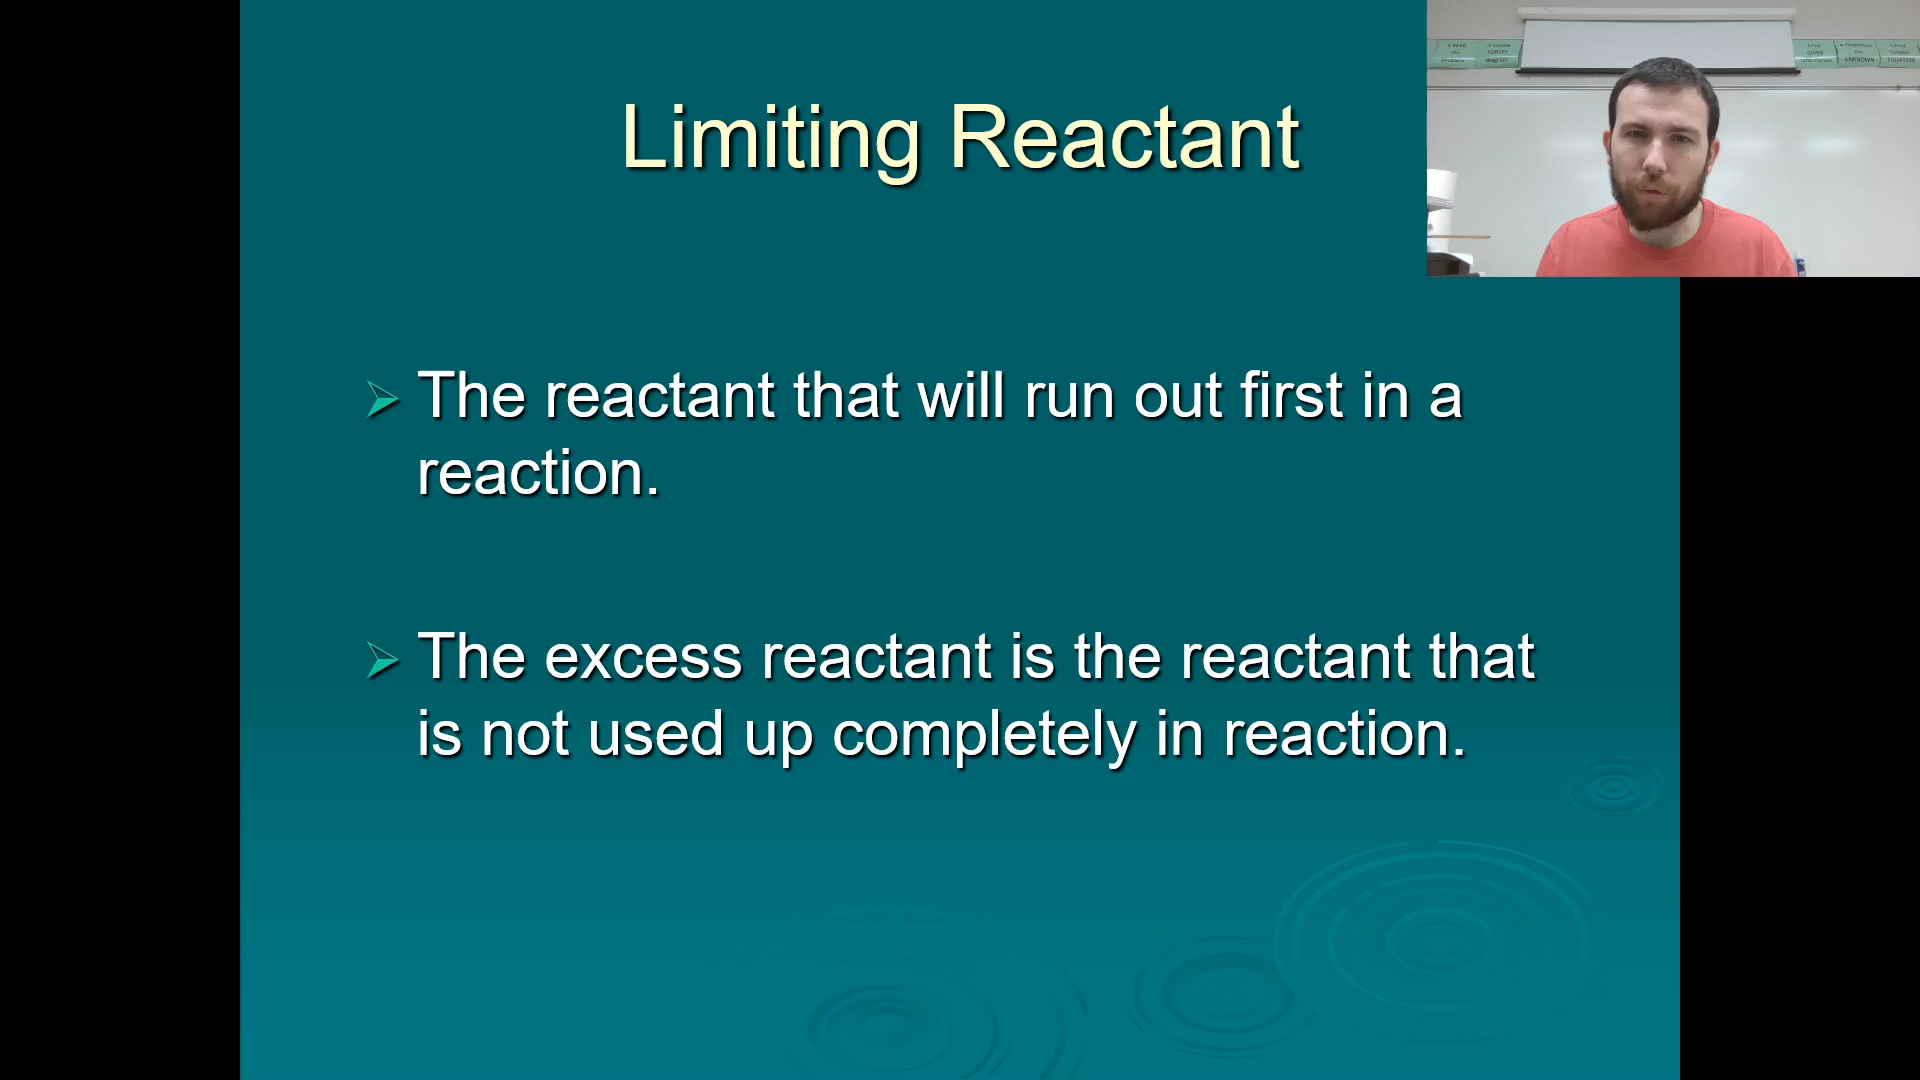 Limiting Reactant
The reactant that will run out first in a
reaction.
The excess reactant is the reactant that
is not used up completely in reaction.
UNKNOWN